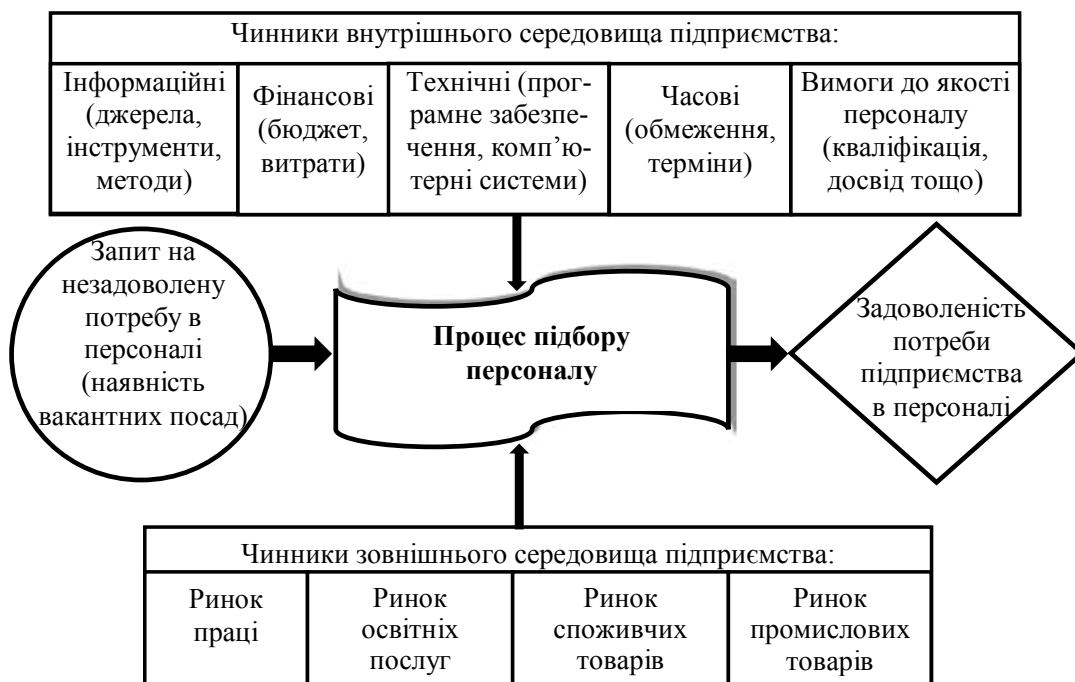 Чинники внутрішнього середовища підприємства:
Інформаційні
(джерела,
інструменти,
методи)
Фінансові
(бюджет,
витрати)
Технічні (прог-
рамне забезпе-
чення, комп’ю-
терні системи)
Часові
(обмеження,
терміни)
Вимоги до якості
персоналу
(кваліфікація,
досвід тощо)
Запит на
незадоволену
потребу в
персоналі
(наявність
вакантних посад)
Процес підбору
персоналу
Задоволеність
потреби
підприємства
в персоналі
Чинники зовнішнього середовища підприємства:
Ринок
праці
Ринок
освітніх
послуг
Ринок
споживчих
товарів
Ринок
промислових
товарів